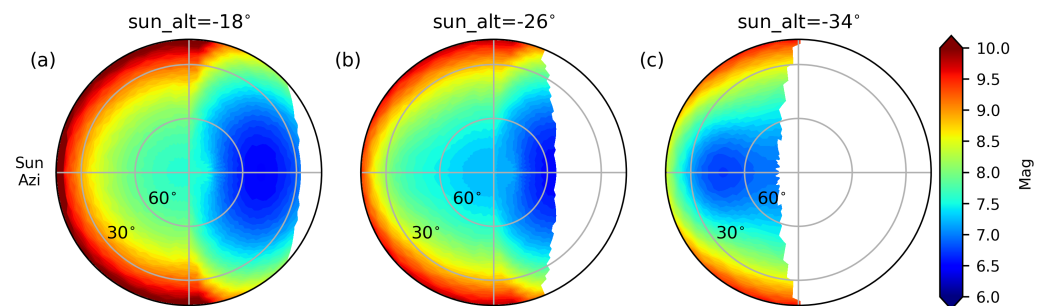 sun_alt=-18°
sun_alt=-26°
sun_alt=-34°
(a)
(b)
(c)
Sun
Azi
60°
30°
60°
30°
60°
30°
10.0
9.5
9.0
8.5
8.0
7.5
7.0
6.5
6.0
Mag